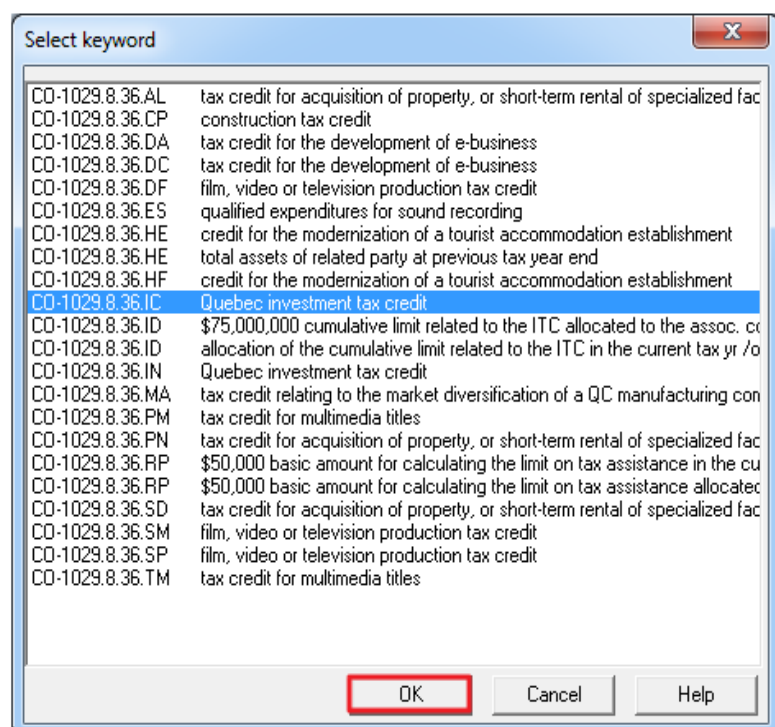 Select keyword
CO-1029.8.36.AL tax credit for acquisition of property, or short-term rental of specialized fac
CO-1029.8.36.CP construction tax credit
CO-1029.8.36.DA tax credit for the development of e-business
CO-1029.8.36.DC tax credit for the development of e-business
CO-1029.8.36.DF film, video or television production tax credit
CO-1029.8.36.ES qualified expenditures for sound recording
CO-1029.8.36.HE credit for the modernization of a tourist accommodation establishment
CO-1029.8.36.HE total assets of related party at previous tax year end
CO-1029.8.36.HF credit for the modernization of a tourist accommodation establishment
CO-1029.8.36.IC Quebec investment tax credit
CO-1029.8.36.ID $75,000,000 cumulative limit related to the ITC allocated to the assoc. co
CO-1029.8.36.ID allocation of the cumulative limit related to the ITC in the current tax yr /o
CO-1029.8.36.IN Quebec investment tax credit
CO-1029.8.36.MA tax credit relating to the market diversification of a QC manufacturing con
CO-1029.8.36.PM tax credit for multimedia titles
CO-1029.8.36.PN tax credit for acquisition of property, or short-term rental of specialized fac
CO-1029.8.36.RP $50,000 basic amount for calculating the limit on tax assistance in the cu
CO-1029.8.36.RP $50,000 basic amount for calculating the limit on tax assistance allocated
CO-1029.8.36.SD tax credit for acquisition of property, or short-term rental of specialized fac
CO-1029.8.36.SM film, video or television production tax credit
CO-1029.8.36.SP film, video or television production tax credit
CO-1029.8.36.TM tax credit for multimedia titles
OK Cancel Help